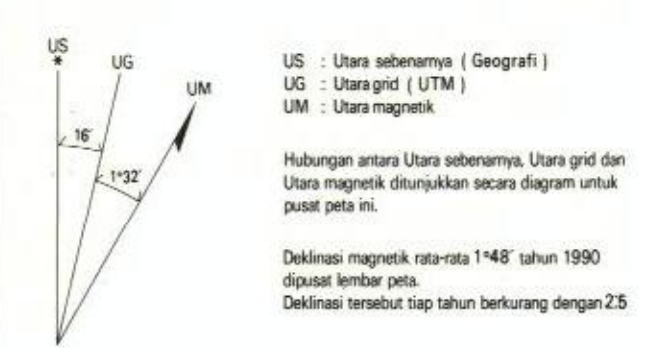 US
*
UG
UM
16´
1°32´
US : Utara sebenarnya ( Geografi )
UG : Utara grid ( UTM )
UM : Utara magnetik
Hubungan antara Utara sebenarnya, Utara grid dan
Utara magnetik ditunjukkan secara diagram untuk
pusat peta ini.
Deklinasi magnetik rata-rata 1°48´ tahun 1990
dipusat lembar peta.
Deklinasi tersebut tiap tahun berkurang dengan 2.´5